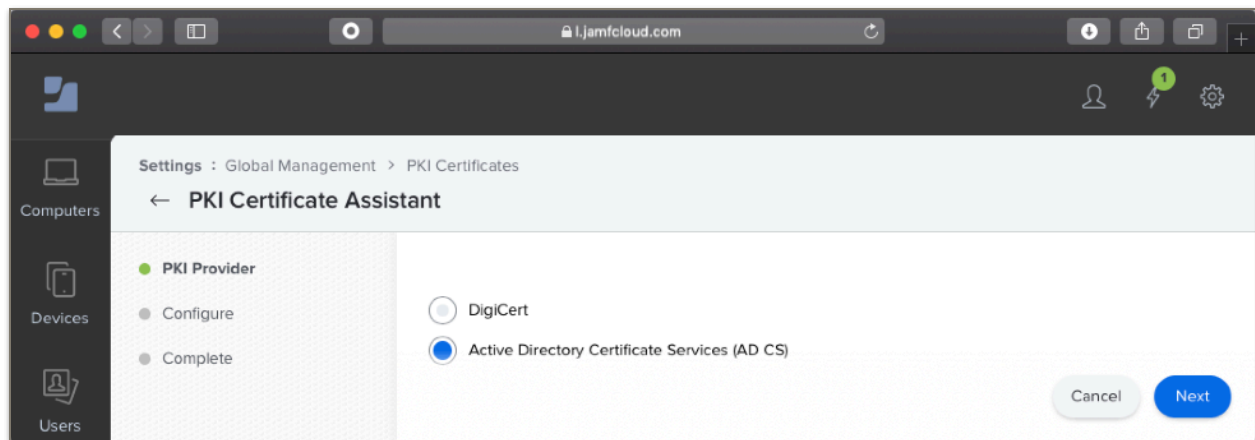 l.jamfcloud.com
1
Settings : Global Management > PKI Certificates
← PKI Certificate Assistant
Computers
Devices
Users
PKI Provider
Configure
Complete
DigiCert
Active Directory Certificate Services (AD CS)
Cancel
Next